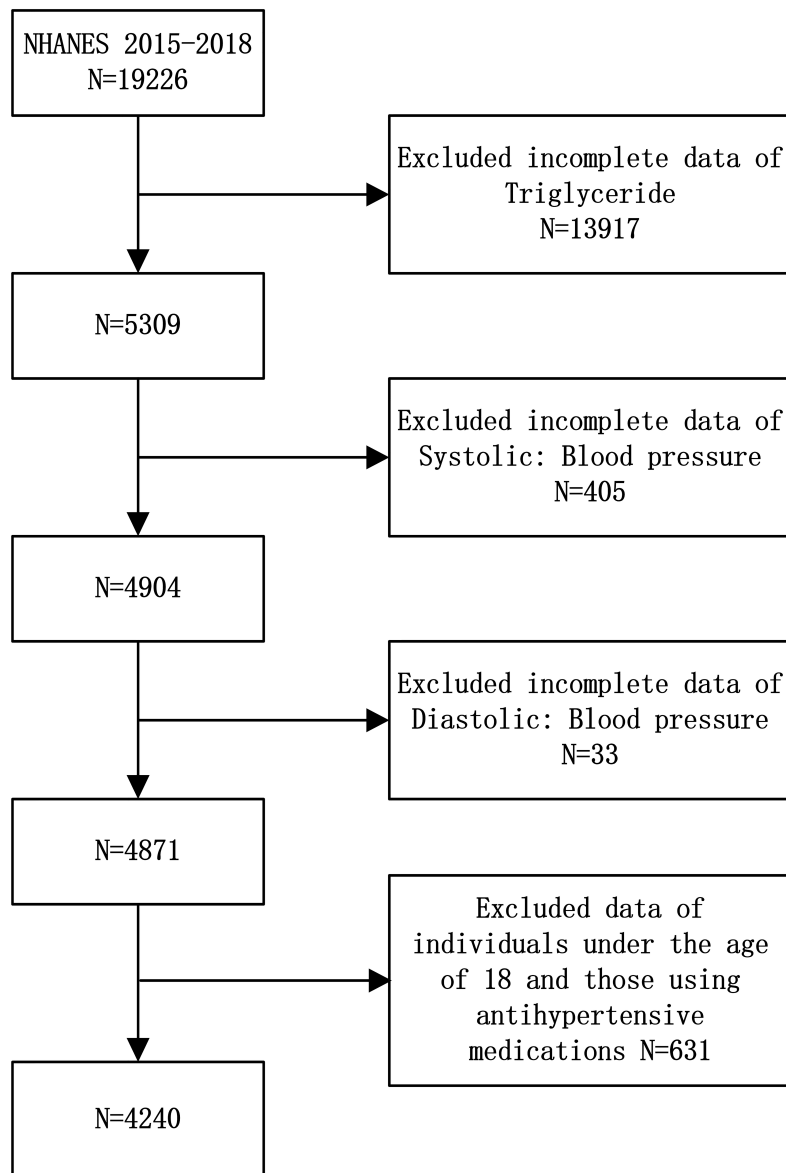 NHANES 2015-2018
N=19226
Excluded incomplete data of
Triglyceride
N=13917
N=5309
Excluded incomplete data of
Systolic: Blood pressure
N=405
N=4904
Excluded incomplete data of
Diastolic: Blood pressure
N=33
N=4871
Excluded data of
individuals under the age
of 18 and those using
antihypertensive
medications N=631
N=4240